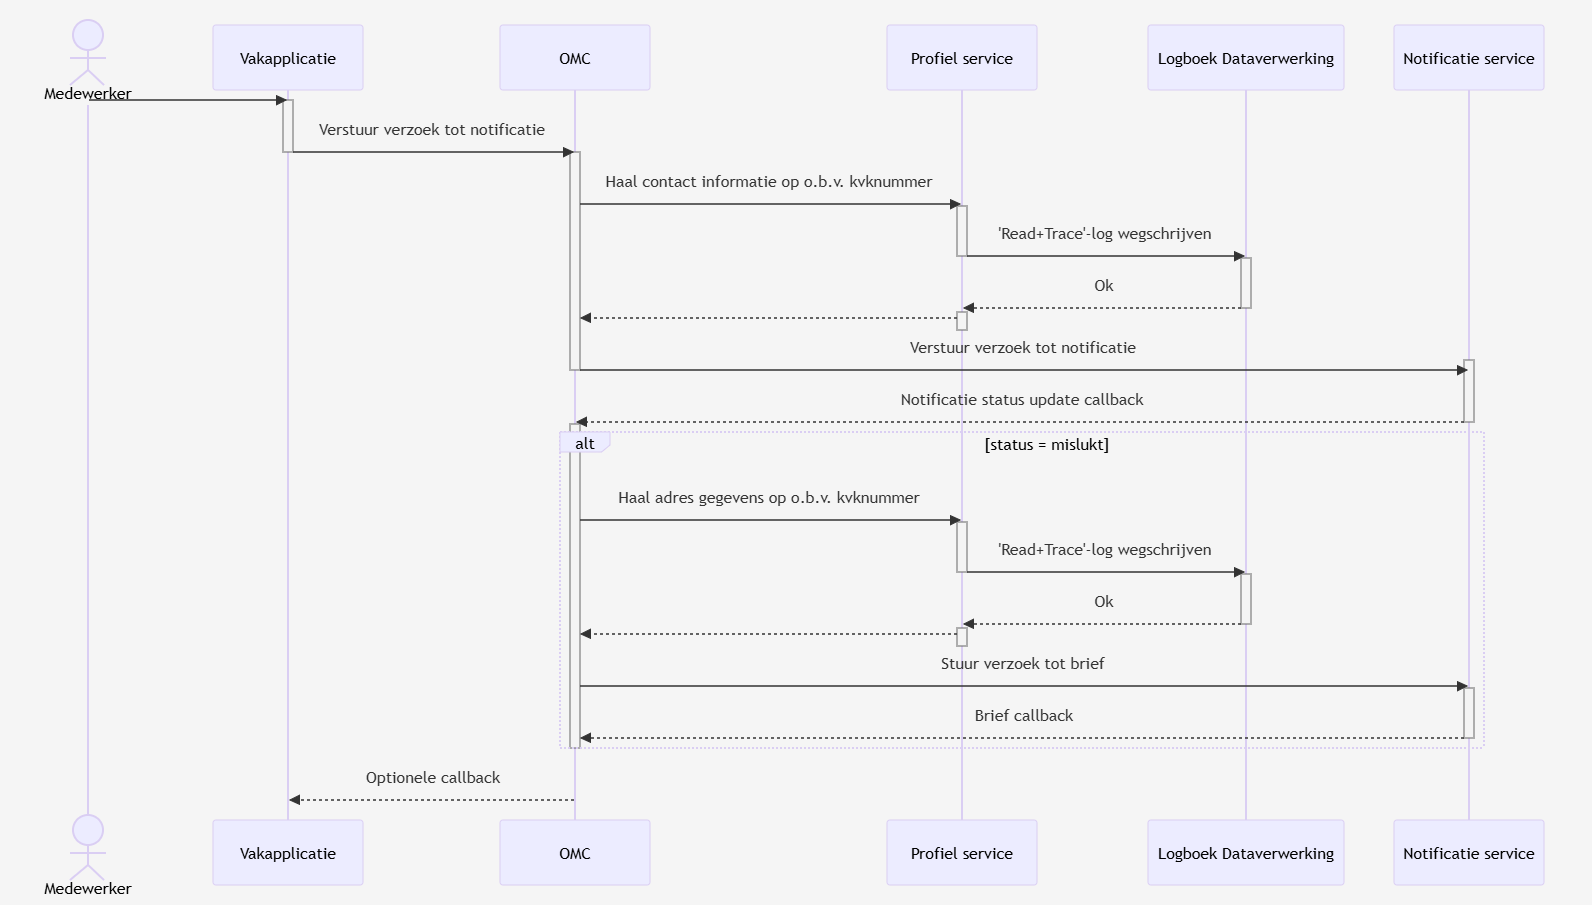 Medewerker
Vakapplicatie
OMC
Profiel service
Logboek Dataverwerking
Notificatie service
Verstuur verzoek tot notificatie
Haal contact informatie op o.b.v. kvknummer
'Read+Trace'-log wegschrijven
Ok
Verstuur verzoek tot notificatie
Notificatie status update callback
alt
[status = mislukt]
Haal adres gegevens op o.b.v. kvknummer
'Read+Trace'-log wegschrijven
Ok
Stuur verzoek tot brief
Brief callback
Optionele callback
Medewerker
Vakapplicatie
OMC
Profiel service
Logboek Dataverwerking
Notificatie service